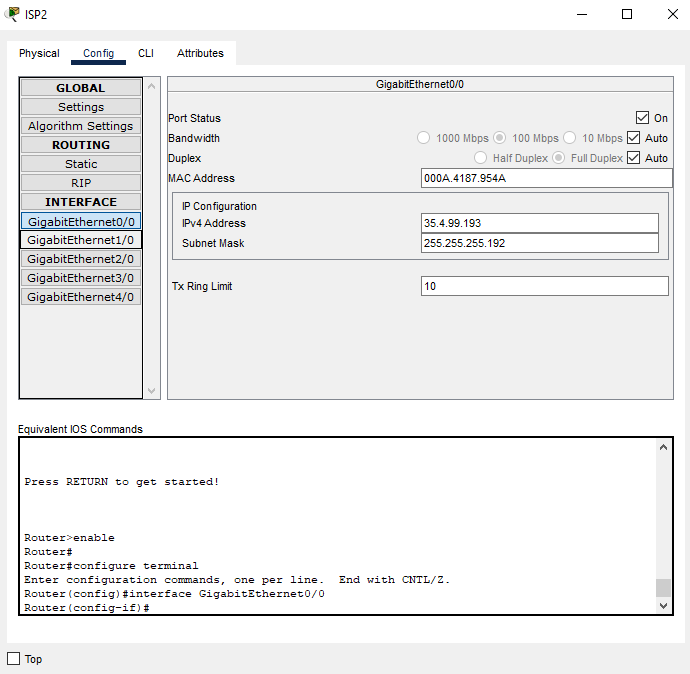 ISP2
Physical Config CLI Attributes
GLOBAL
Settings
Algorithm Settings
ROUTING
Static
RIP
INTERFACE
GigabitEthernet0/0
GigabitEthernet1/0
GigabitEthernet2/0
GigabitEthernet3/0
GigabitEthernet4/0
GigabitEthernet0/0
Port Status On
Bandwidth 1000 Mbps 100 Mbps 10 Mbps Auto
Duplex Half Duplex Full Duplex Auto
MAC Address 000A.4187.954A
IP Configuration
IPv4 Address 35.4.99.193
Subnet Mask 255.255.255.192
Tx Ring Limit 10
Equivalent IOS Commands
Press RETURN to get started!
Router>enable
Router#
Router#configure terminal
Enter configuration commands, one per line. End with CNTL/Z.
Router(config)#interface GigabitEthernet0/0
Router(config-if)#
Top